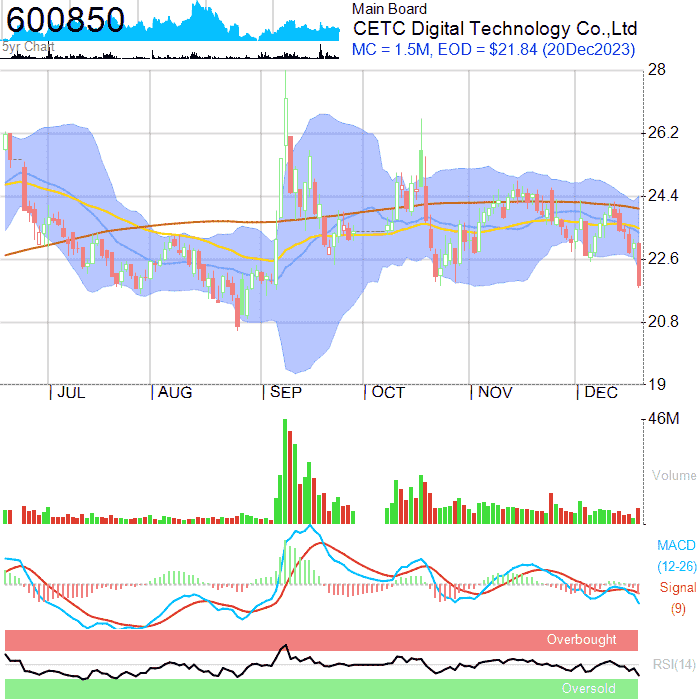 600850
5yr Chart
Main Board
CETC Digital Technology Co.,Ltd
MC = 1.5M, EOD = $21.84 (20Dec2023)
28
26.2
24.4
22.6
20.8
19
JUL AUG SEP OCT NOV DEC
46M
Volume
MACD
(12-26)
Signal
(9)
Overbought
RSI(14)
Oversold